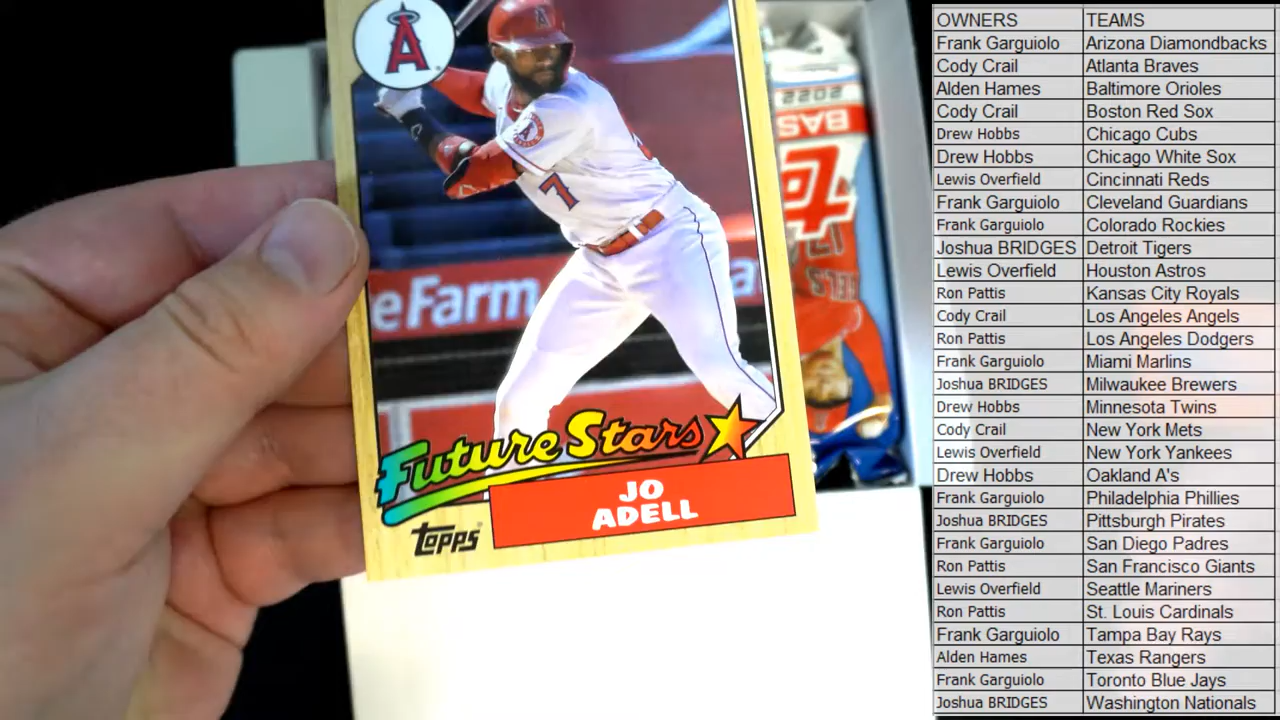 A
7
eFarm
Future Stars
JO
ADELL
TOPPS
2022
BAS
OWNERS TEAMS
Frank Garguiolo Arizona Diamondbacks
Cody Crail Atlanta Braves
Alden Hames Baltimore Orioles
Cody Crail Boston Red Sox
Drew Hobbs Chicago Cubs
Drew Hobbs Chicago White Sox
Lewis Overfield Cincinnati Reds
Frank Garguiolo Cleveland Guardians
Frank Garguiolo Colorado Rockies
Joshua BRIDGES Detroit Tigers
Lewis Overfield Houston Astros
Ron Pattis Kansas City Royals
Cody Crail Los Angeles Angels
Ron Pattis Los Angeles Dodgers
Frank Garguiolo Miami Marlins
Joshua BRIDGES Milwaukee Brewers
Drew Hobbs Minnesota Twins
Cody Crail New York Mets
Lewis Overfield New York Yankees
Drew Hobbs Oakland A's
Frank Garguiolo Philadelphia Phillies
Joshua BRIDGES Pittsburgh Pirates
Frank Garguiolo San Diego Padres
Ron Pattis San Francisco Giants
Lewis Overfield Seattle Mariners
Ron Pattis St. Louis Cardinals
Frank Garguiolo Tampa Bay Rays
Alden Hames Texas Rangers
Frank Garguiolo Toronto Blue Jays
Joshua BRIDGES Washington Nationals